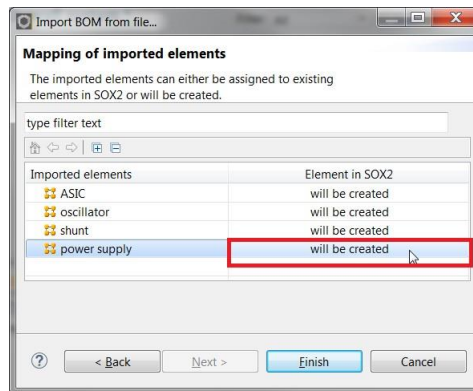 Import BOM from file...
Mapping of imported elements
The imported elements can either be assigned to existing
elements in SOX2 or will be created.
type filter text
Imported elements Element in SOX2
ASIC will be created
oscillator will be created
shunt will be created
power supply will be created
? < Back Next > Finish Cancel